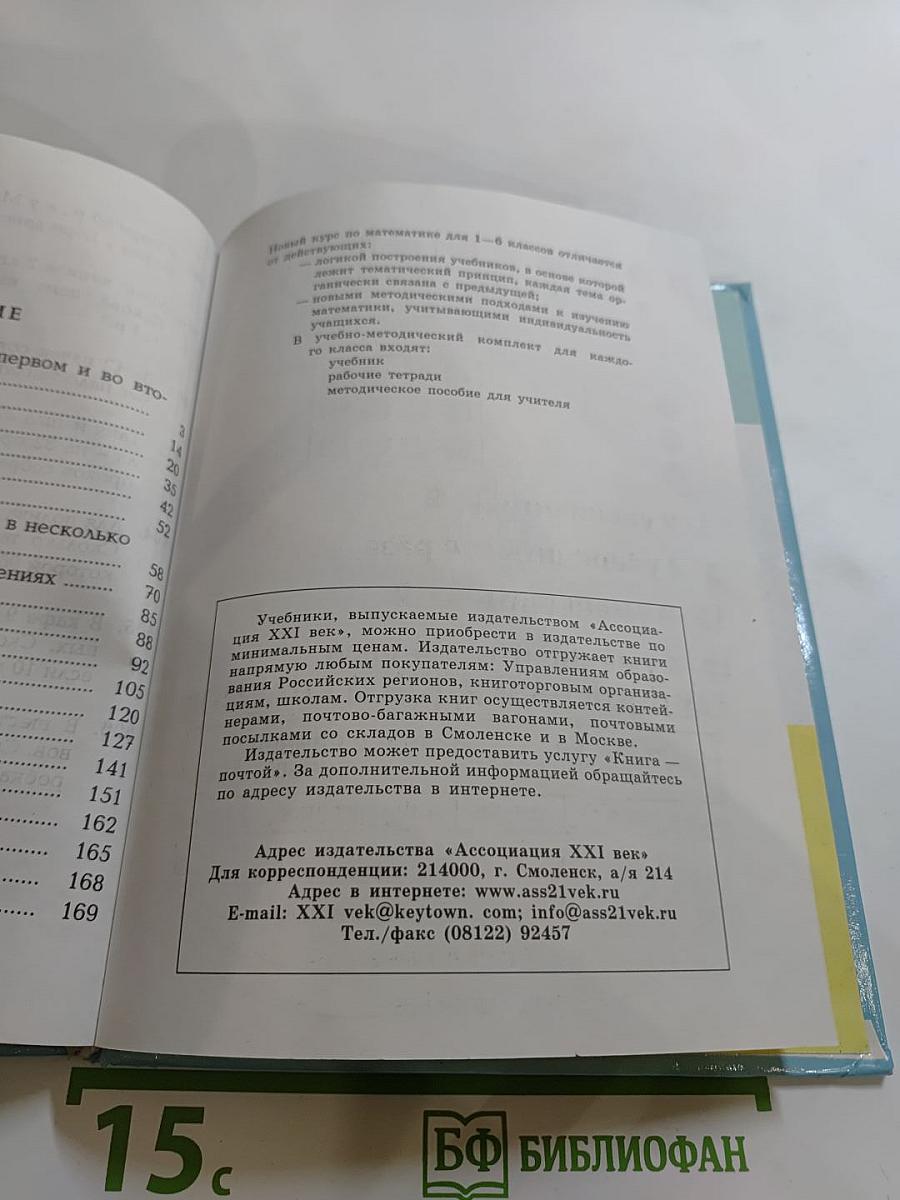 ИЕ
первом и во вто-
3
14
20
35
42
52
в несколько
58
ениях
70
85
88
92
105
120
127
141
151
162
165
168
169
Новый курс по математике для 1—6 классов отличается
от действующих:
— логикой построения учебников, в основе которой
лежит тематический принцип, каждая тема ор-
ганически связана с предыдущей;
— новыми методическими подходами к изучению
математики, учитывающими индивидуальность
учащихся.
В учебно-методический комплект для каждо-
го класса входят:
учебник
рабочие тетради
методическое пособие для учителя
Учебники, выпускаемые издательством «Ассоциа-
ция XXI век», можно приобрести в издательстве по
минимальным ценам. Издательство отгружает книги
напрямую любым покупателям: Управлениям образо-
вания Российских регионов, книготорговым организа-
циям, школам. Отгрузка книг осуществляется контей-
нерами, почтово-багажными вагонами, почтовыми
посылками со складов в Смоленске и в Москве.
Издательство может предоставить услугу «Книга —
почтой». За дополнительной информацией обращайтесь
по адресу издательства в интернете.
Адрес издательства «Ассоциация XXI век»
Для корреспонденции: 214000, г. Смоленск, а/я 214
Адрес в интернете: www.ass21vek.ru
E-mail: XXI vek@keytown. com; info@ass21vek.ru
Тел./факс (08122) 92457
15 с
БФ БИБЛИОФАН